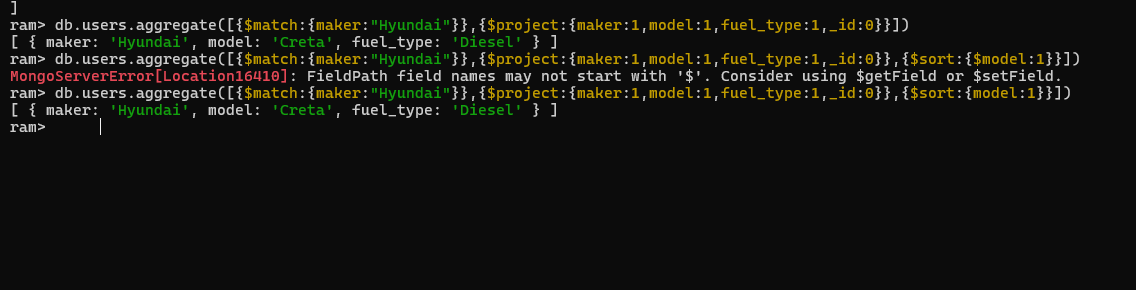 ]
ram> db.users.aggregate([{$match:{maker:"Hyundai"}},{$project:{maker:1,model:1,fuel_type:1,_id:0}}])
[ { maker: 'Hyundai', model: 'Creta', fuel_type: 'Diesel' } ]
ram> db.users.aggregate([{$match:{maker:"Hyundai"}},{$project:{maker:1,model:1,fuel_type:1,_id:0}},{$sort:{$model:1}}])
MongoServerError[Location16410]: FieldPath field names may not start with '$'. Consider using $getField or $setField.
ram> db.users.aggregate([{$match:{maker:"Hyundai"}},{$project:{maker:1,model:1,fuel_type:1,_id:0}},{$sort:{model:1}}])
[ { maker: 'Hyundai', model: 'Creta', fuel_type: 'Diesel' } ]
ram>